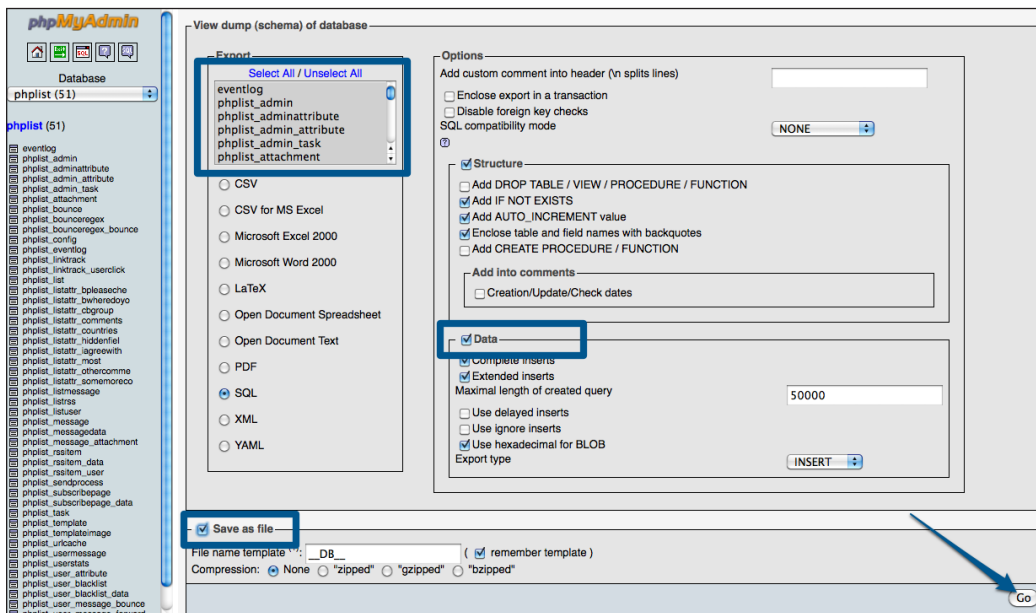 phpMyAdmin
Database
phplist (51)
phplist (51)
eventlog
phplist_admin
phplist_adminattribute
phplist_admin_attribute
phplist_admin_task
phplist_attachment
phplist_bounce
phplist_bounceregex
phplist_bounceregex_bounce
phplist_config
phplist_eventlog
phplist_linktrack
phplist_linktrack_userclick
phplist_list
phplist_listattr_bpleaseche
phplist_listattr_bwheredoyo
phplist_listattr_cbgroup
phplist_listattr_comments
phplist_listattr_countries
phplist_listattr_hiddenfiel
phplist_listattr_iagreewith
phplist_listattr_most
phplist_listattr_othercomme
phplist_listattr_somemoreco
phplist_listmessage
phplist_listrss
phplist_listuser
phplist_message
phplist_messagedata
phplist_message_attachment
phplist_rssitem
phplist_rssitem_data
phplist_rssitem_user
phplist_sendprocess
phplist_subscribepage
phplist_subscribepage_data
phplist_task
phplist_template
phplist_templateimage
phplist_urlcache
phplist_usermessage
phplist_userstats
phplist_user_attribute
phplist_user_blacklist
phplist_user_blacklist_data
phplist_user_message_bounce
phplist_user_message_forward
View dump (schema) of database
Export
Select All / Unselect All
eventlog
phplist_admin
phplist_adminattribute
phplist_admin_attribute
phplist_admin_task
phplist_attachment
CSV
CSV for MS Excel
Microsoft Excel 2000
Microsoft Word 2000
LaTeX
Open Document Spreadsheet
Open Document Text
PDF
SQL
XML
YAML
Options
Add custom comment into header (\n splits lines)
Enclose export in a transaction
Disable foreign key checks
SQL compatibility mode
NONE
Structure
Add DROP TABLE / VIEW / PROCEDURE / FUNCTION
Add IF NOT EXISTS
Add AUTO_INCREMENT value
Enclose table and field names with backquotes
Add CREATE PROCEDURE / FUNCTION
Add into comments
Creation/Update/Check dates
Data
Complete inserts
Extended inserts
Maximal length of created query
50000
Use delayed inserts
Use ignore inserts
Use hexadecimal for BLOB
Export type
INSERT
Save as file
File name template : __DB__ ( remember template )
Compression: None "zipped" "gzipped" "bzipped"
Go